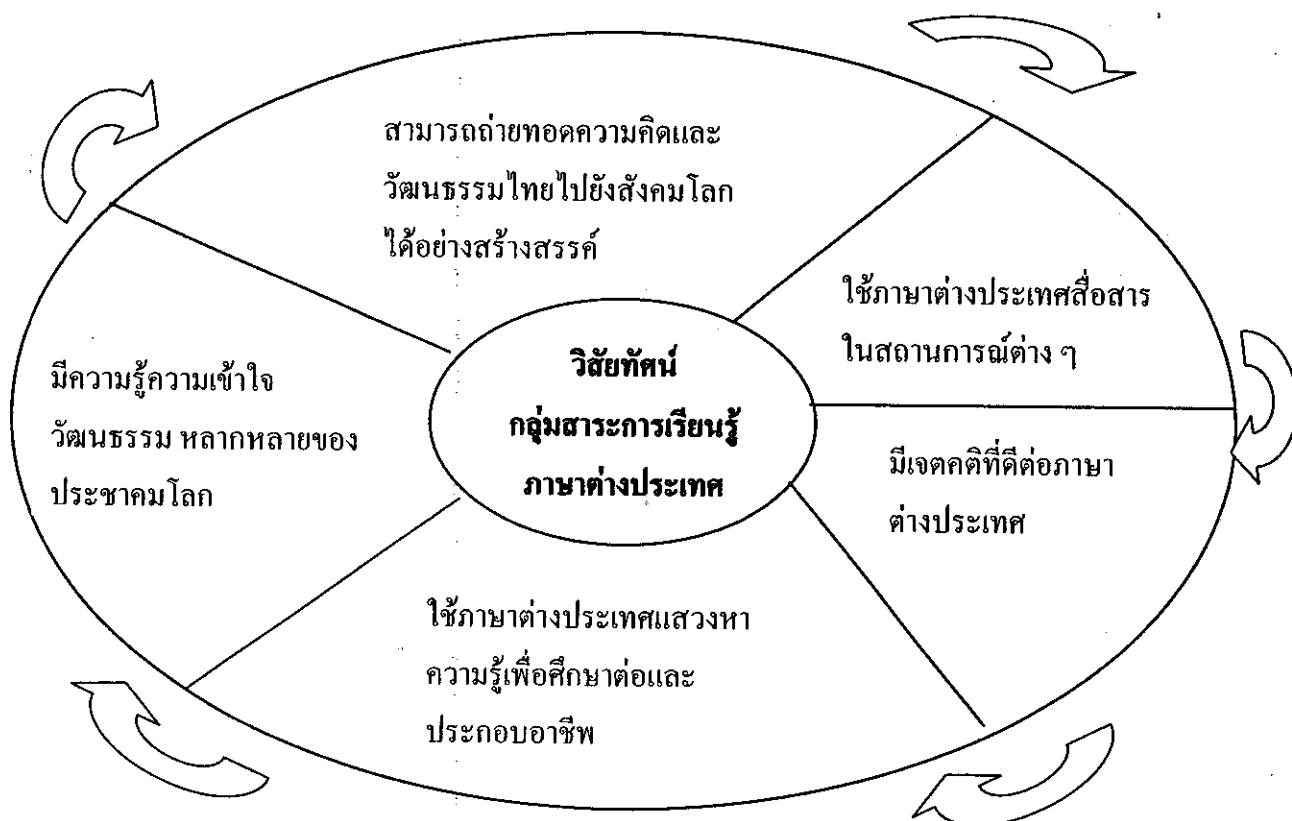 สามารถถ่ายทอดความคิดและ
วัฒนธรรมไทยไปยังสังคมโลก
ได้อย่างสร้างสรรค์
ใช้ภาษาต่างประเทศสื่อสาร
ในสถานการณ์ต่าง ๆ
มีเจตคติที่ดีต่อภาษา
ต่างประเทศ
ใช้ภาษาต่างประเทศแสวงหา
ความรู้เพื่อศึกษาต่อและ
ประกอบอาชีพ
มีความรู้ความเข้าใจ
วัฒนธรรม หลากหลายของ
ประชาคมโลก
วิสัยทัศน์
กลุ่มสาระการเรียนรู้
ภาษาต่างประเทศ